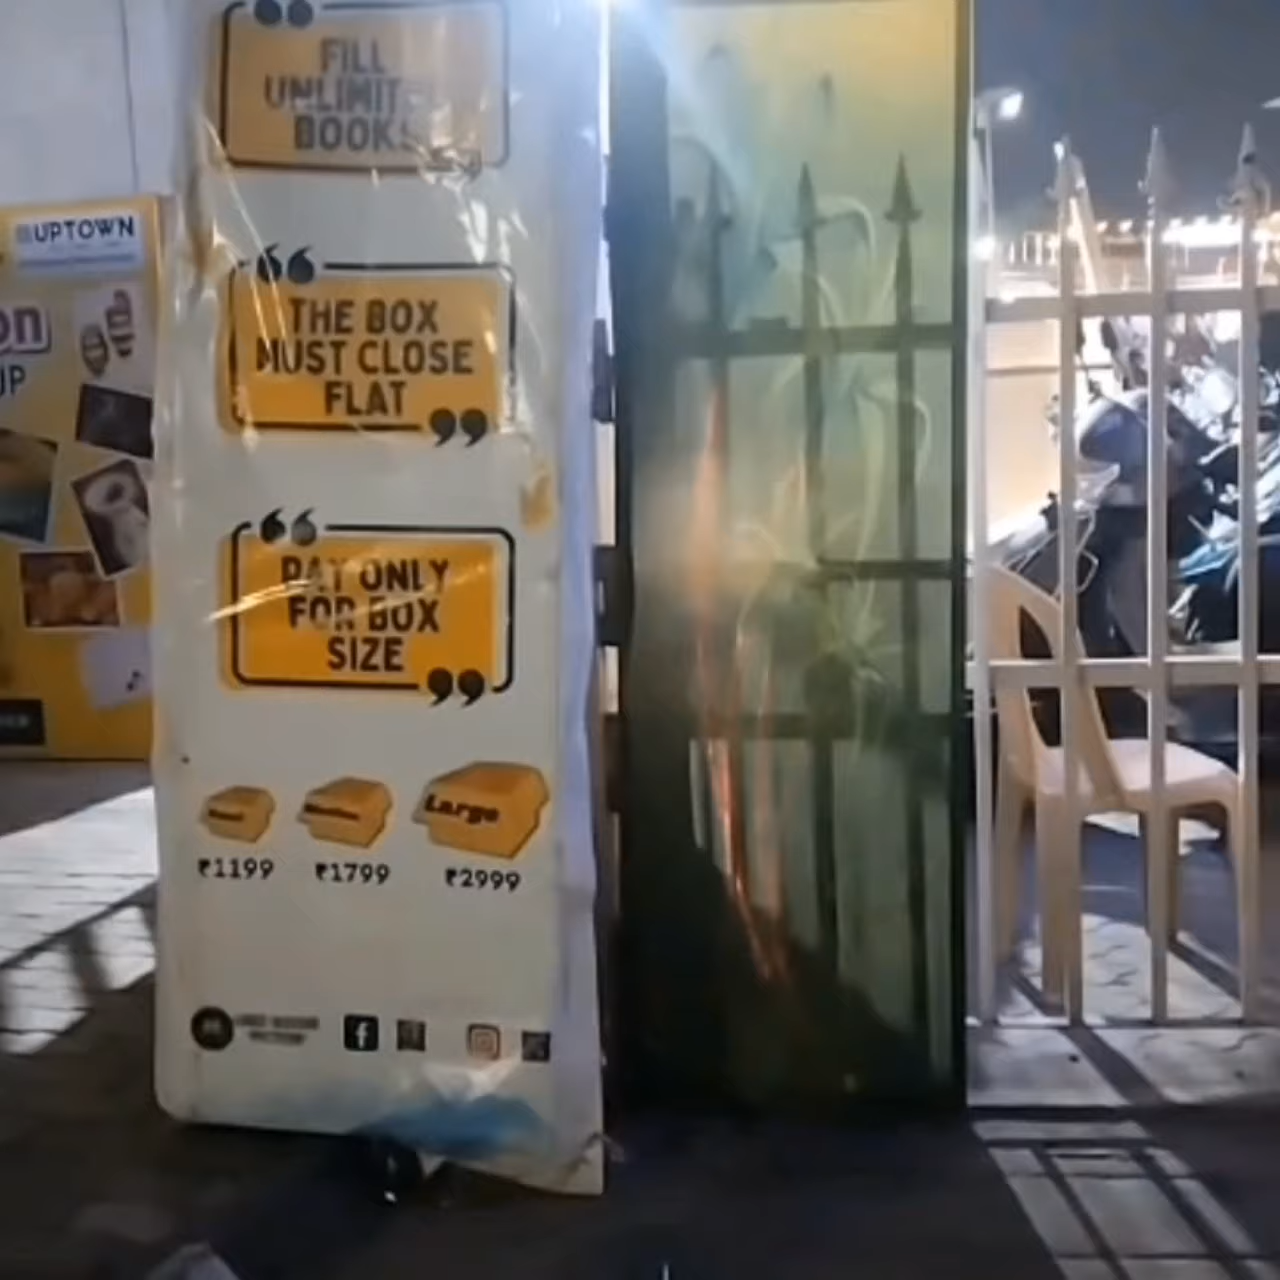 FILL
UNLIMITED
BOOKS
THE BOX
MUST CLOSE
FLAT
PAY ONLY
FOR BOX
SIZE
Large
₹1199 ₹1799 ₹2999
UPTOWN
on
UP